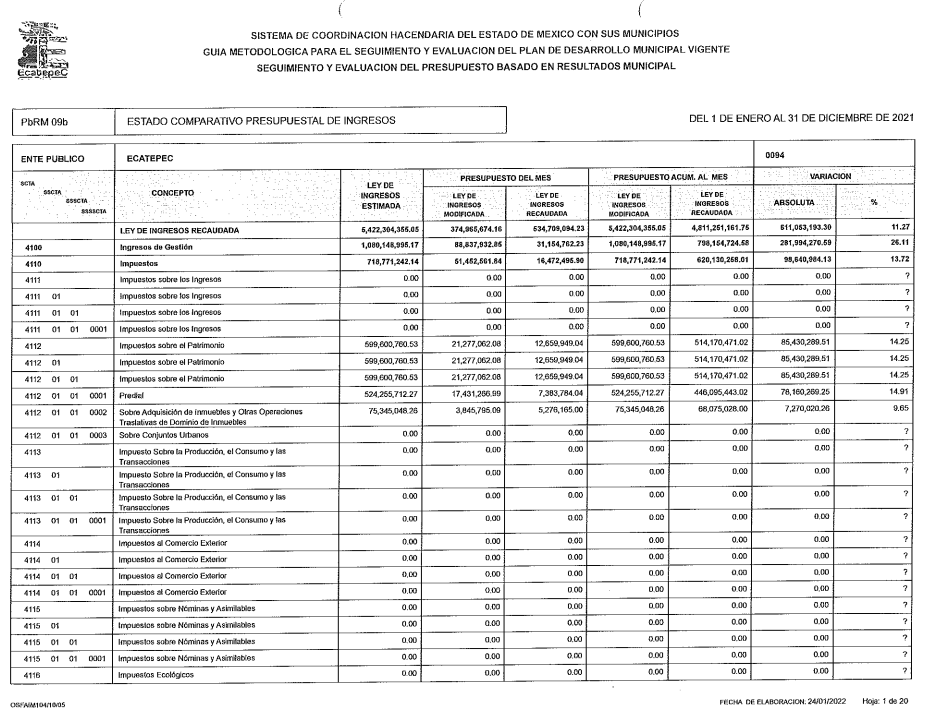 Ecatepec
SISTEMA DE COORDINACION HACENDARIA DEL ESTADO DE MEXICO CON SUS MUNICIPIOS
GUIA METODOLOGICA PARA EL SEGUIMIENTO Y EVALUACION DEL PLAN DE DESARROLLO MUNICIPAL VIGENTE
SEGUIMIENTO Y EVALUACION DEL PRESUPUESTO BASADO EN RESULTADOS MUNICIPAL
PbRM 09b ESTADO COMPARATIVO PRESUPUESTAL DE INGRESOS DEL 1 DE ENERO AL 31 DE DICIEMBRE DE 2021
ENTE PUBLICO ECATEPEC 0094
SCTA SSCTA SSSCTA SSSSCTA CONCEPTO LEY DE INGRESOS ESTIMADA PRESUPUESTO DEL MES PRESUPUESTO ACUM. AL MES VARIACION
LEY DE INGRESOS MODIFICADA LEY DE INGRESOS RECAUDADA LEY DE INGRESOS MODIFICADA LEY DE INGRESOS RECAUDADA ABSOLUTA %
LEY DE INGRESOS RECAUDADA 5,422,304,355.05 374,965,674.16 534,709,094.23 5,422,304,355.05 4,811,251,161.75 611,053,193.30 11.27
4100 Ingresos de Gestión 1,080,148,995.17 88,837,932.85 31,154,762.23 1,080,148,995.17 798,154,724.58 281,994,270.59 26.11
4110 Impuestos 718,771,242.14 51,452,561.84 16,472,495.90 718,771,242.14 620,130,258.01 98,640,984.13 13.72
4111 Impuestos sobre los Ingresos 0.00 0.00 0.00 0.00 0.00 0.00 ?
4111 01 Impuestos sobre los Ingresos 0.00 0.00 0.00 0.00 0.00 0.00 ?
4111 01 01 Impuestos sobre los Ingresos 0.00 0.00 0.00 0.00 0.00 0.00 ?
4111 01 01 0001 Impuestos sobre los Ingresos 0.00 0.00 0.00 0.00 0.00 0.00 ?
4112 Impuestos sobre el Patrimonio 599,600,760.53 21,277,062.08 12,659,949.04 599,600,760.53 514,170,471.02 85,430,289.51 14.25
4112 01 Impuestos sobre el Patrimonio 599,600,760.53 21,277,062.08 12,659,949.04 599,600,760.53 514,170,471.02 85,430,289.51 14.25
4112 01 01 Impuestos sobre el Patrimonio 599,600,760.53 21,277,062.08 12,659,949.04 599,600,760.53 514,170,471.02 85,430,289.51 14.25
4112 01 01 0001 Predial 524,255,712.27 17,431,266.99 7,383,784.04 524,255,712.27 446,095,443.02 78,160,269.25 14.91
4112 01 01 0002 Sobre Adquisición de Inmuebles y Otras Operaciones 75,345,048.26 3,845,795.09 5,276,165.00 75,345,048.26 68,075,028.00 7,270,020.26 9.65
Traslativas de Dominio de Inmuebles
4112 01 01 0003 Sobre Conjuntos Urbanos 0.00 0.00 0.00 0.00 0.00 0.00 ?
4113 Impuesto Sobre la Producción, el Consumo y las 0.00 0.00 0.00 0.00 0.00 0.00 ?
Transacciones
4113 01 Impuesto Sobre la Producción, el Consumo y las 0.00 0.00 0.00 0.00 0.00 0.00 ?
Transacciones
4113 01 01 Impuesto Sobre la Producción, el Consumo y las 0.00 0.00 0.00 0.00 0.00 0.00 ?
Transacciones
4113 01 01 0001 Impuesto Sobre la Producción, el Consumo y las 0.00 0.00 0.00 0.00 0.00 0.00 ?
Transacciones
4114 Impuestos al Comercio Exterior 0.00 0.00 0.00 0.00 0.00 0.00 ?
4114 01 Impuestos al Comercio Exterior 0.00 0.00 0.00 0.00 0.00 0.00 ?
4114 01 01 Impuestos al Comercio Exterior 0.00 0.00 0.00 0.00 0.00 0.00 ?
4114 01 01 0001 Impuestos al Comercio Exterior 0.00 0.00 0.00 0.00 0.00 0.00 ?
4115 Impuestos sobre Nóminas y Asimilables 0.00 0.00 0.00 0.00 0.00 0.00 ?
4115 01 Impuestos sobre Nóminas y Asimilables 0.00 0.00 0.00 0.00 0.00 0.00 ?
4115 01 01 Impuestos sobre Nóminas y Asimilables 0.00 0.00 0.00 0.00 0.00 0.00 ?
4115 01 01 0001 Impuestos sobre Nóminas y Asimilables 0.00 0.00 0.00 0.00 0.00 0.00 ?
4116 Impuestos Ecológicos 0.00 0.00 0.00 0.00 0.00 0.00 ?
OSFA/M104/10/05 FECHA DE ELABORACION: 24/01/2022 Hoja: 1 de 20